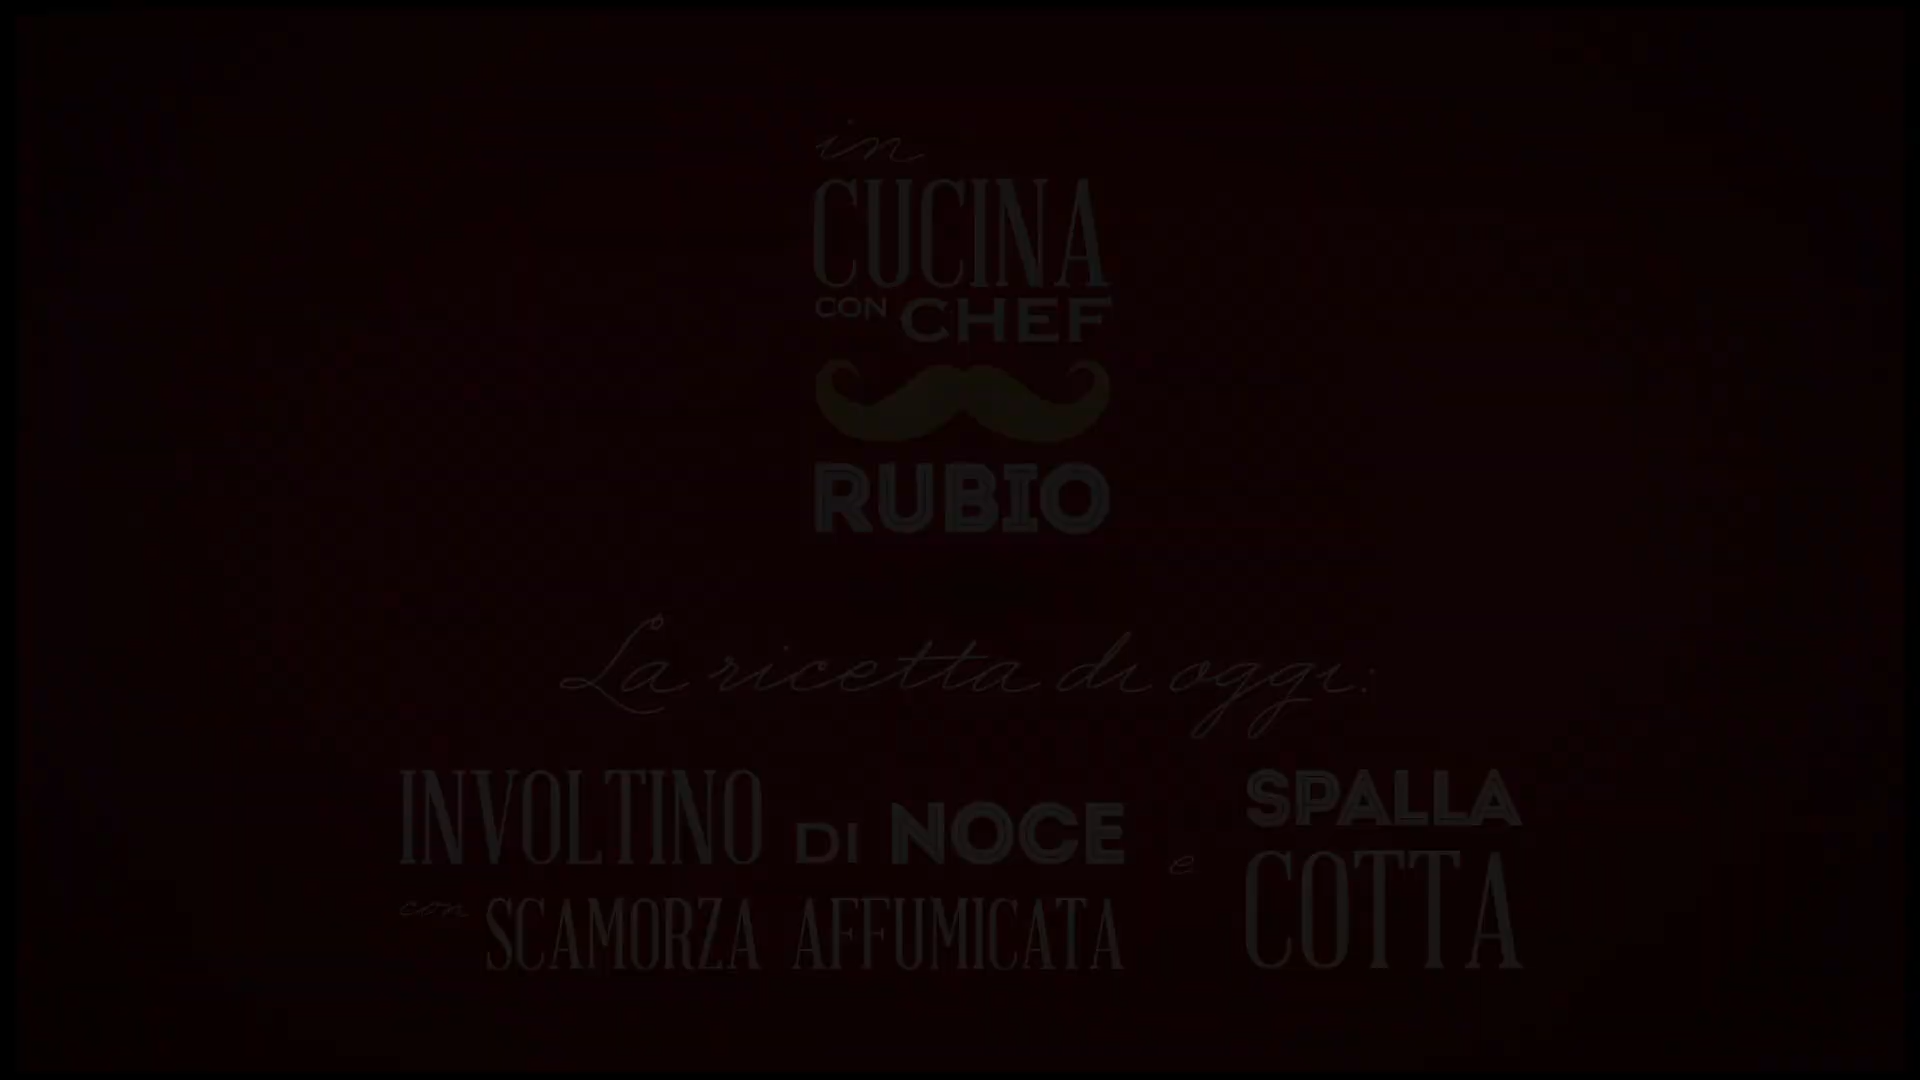 in
CUCINA
CON CHEF
RUBIO
La ricetta di oggi:
INVOLTINO DI NOCE
con SCAMORZA AFFUMICATA
e
SPALLA
COTTA